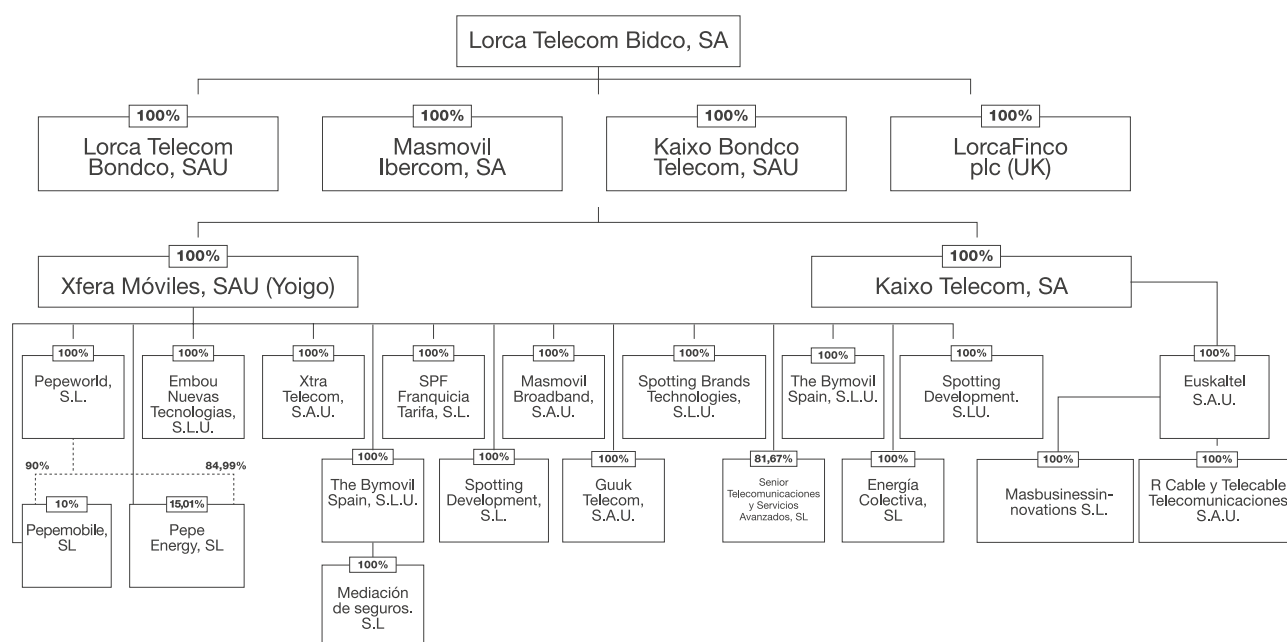 Lorca Telecom Bidco, SA
100%
Lorca Telecom
Bondco, SAU
100%
Masmovil
Ibercom, SA
100%
Kaixo Bondco
Telecom, SAU
100%
LorcaFinco
plc (UK)
100%
Xfera Móviles, SAU (Yoigo)
100%
Kaixo Telecom, SA
100%
Pepeworld,
S.L.
100%
Embou
Nuevas
Tecnologias,
S.L.U.
100%
Xtra
Telecom,
S.A.U.
100%
SPF
Franquicia
Tarifa, S.L.
100%
Masmovil
Broadband,
S.A.U.
100%
Spotting Brands
Technologies,
S.L.U.
100%
The Bymovil
Spain, S.L.U.
100%
Spotting
Development.
S.LU.
100%
Euskaltel
S.A.U.
90%
84,99%
10%
Pepemobile,
SL
15,01%
Pepe
Energy, SL
100%
The Bymovil
Spain, S.L.U.
100%
Spotting
Development,
S.L.
100%
Guuk
Telecom,
S.A.U.
81,67%
Senior
Telecomunicaciones
y Servicios
Avanzados, SL
100%
Energía
Colectiva,
SL
100%
Masbusinessin-
novations S.L.
100%
R Cable y Telecable
Telecomunicaciones
S.A.U.
100%
Mediación
de seguros.
S.L